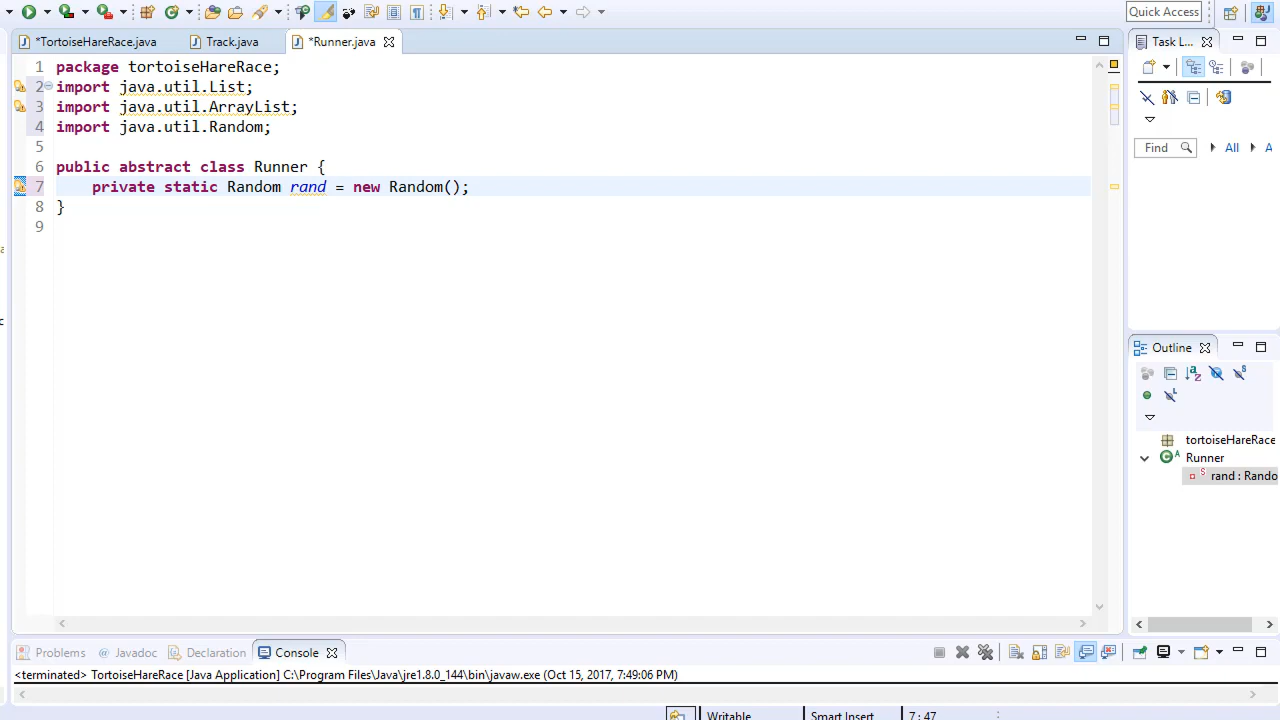 Quick Access
*TortoiseHareRace.java
Track.java
*Runner.java
Task L...
1 package tortoiseHareRace;
2 import java.util.List;
3 import java.util.ArrayList;
4 import java.util.Random;
5
6 public abstract class Runner {
7 private static Random rand = new Random();
8 }
9
Find
All
A
Outline
tortoiseHareRace
Runner
rand : Rando
Problems
@ Javadoc
Declaration
Console
<terminated> TortoiseHareRace [Java Application] C:\Program Files\Java\jre1.8.0_144\bin\javaw.exe (Oct 15, 2017, 7:49:06 PM)
Writable
Smart Insert
7 : 47